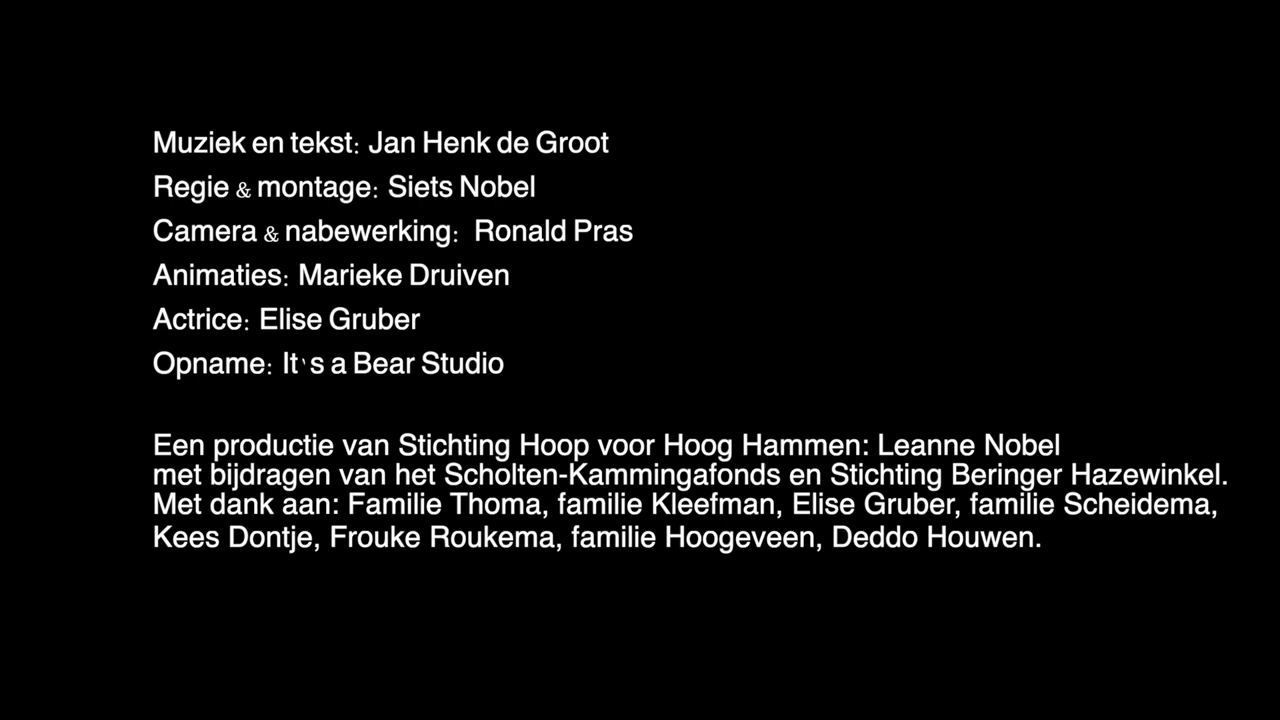 Muziek en tekst: Jan Henk de Groot
Regie & montage: Siets Nobel
Camera & nabewerking: Ronald Pras
Animaties: Marieke Druiven
Actrice: Elise Gruber
Opname: It`s a Bear Studio
Een productie van Stichting Hoop voor Hoog Hammen: Leanne Nobel
met bijdragen van het Scholten-Kammingafonds en Stichting Beringer Hazewinkel.
Met dank aan: Familie Thoma, familie Kleefman, Elise Gruber, familie Scheidema,
Kees Dontje, Frouke Roukema, familie Hoogeveen, Deddo Houwen.